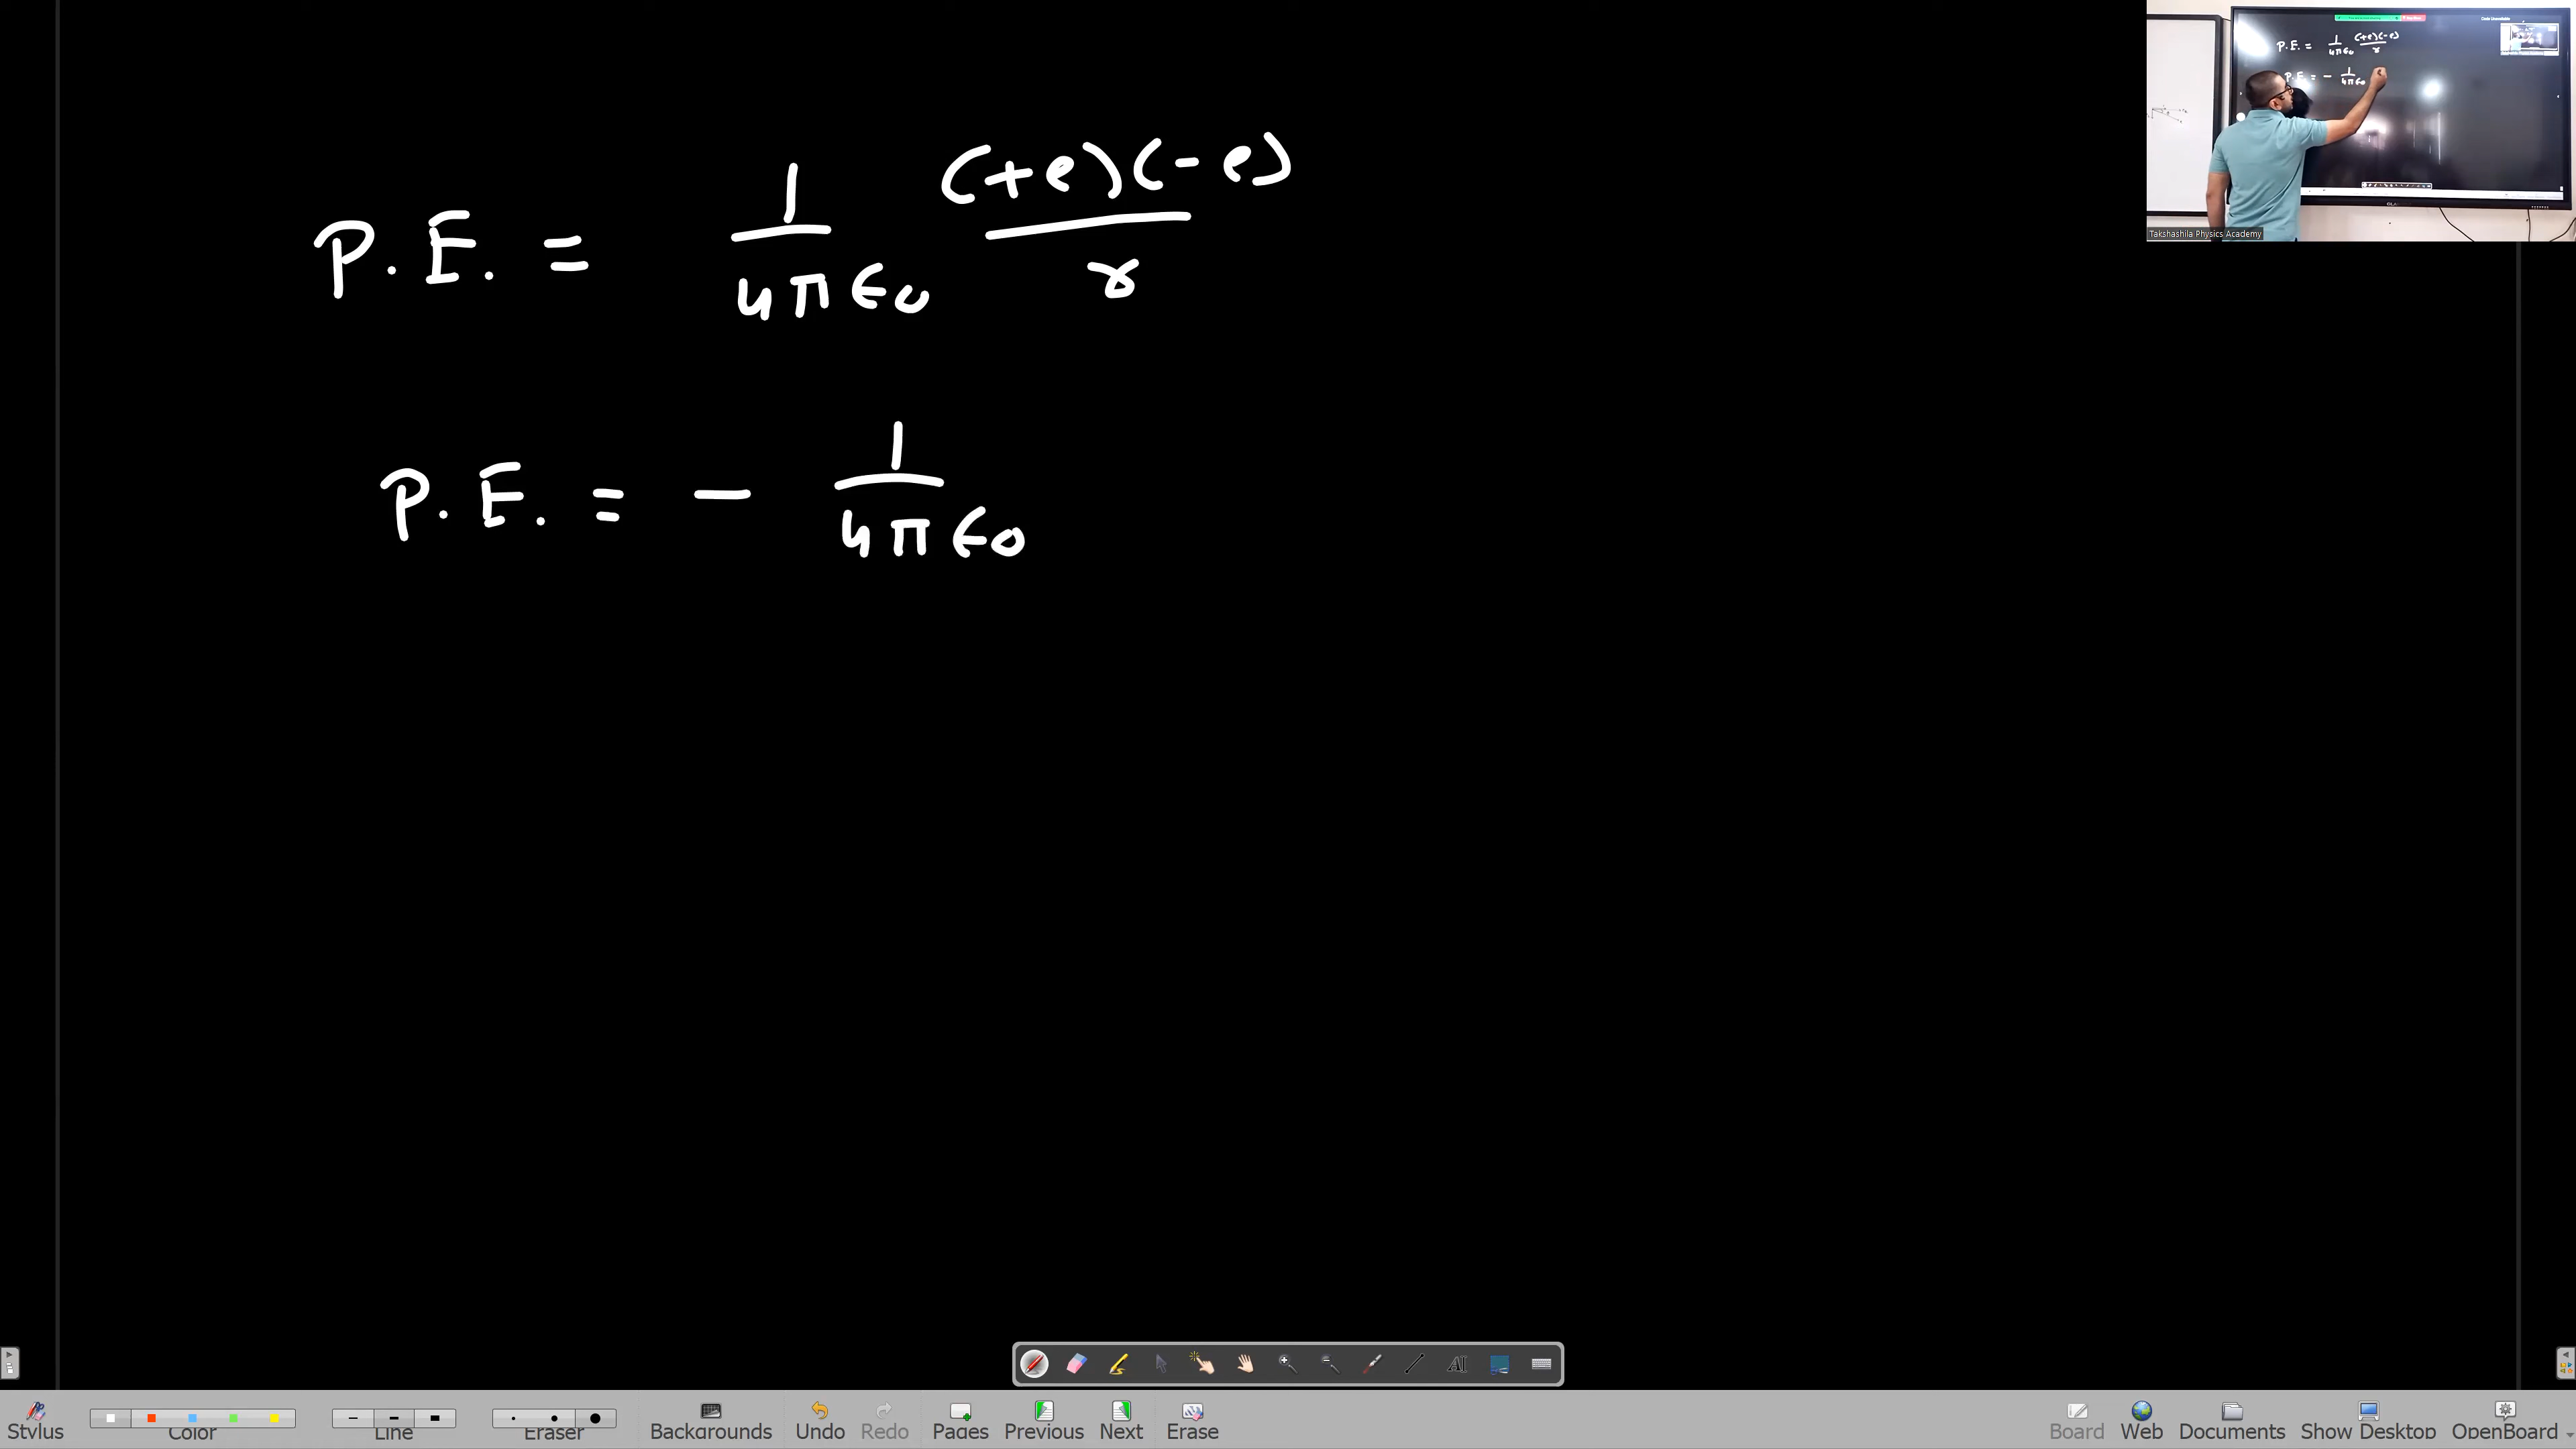 P.E. = 1/4πϵ0 (+e)(-e)/r
P.E. = - 1/4πϵ0
Takshashila Physics Academy
Stylus Color Line Eraser Backgrounds Undo Redo Pages Previous Next Erase Board Web Documents Show Desktop OpenBoard